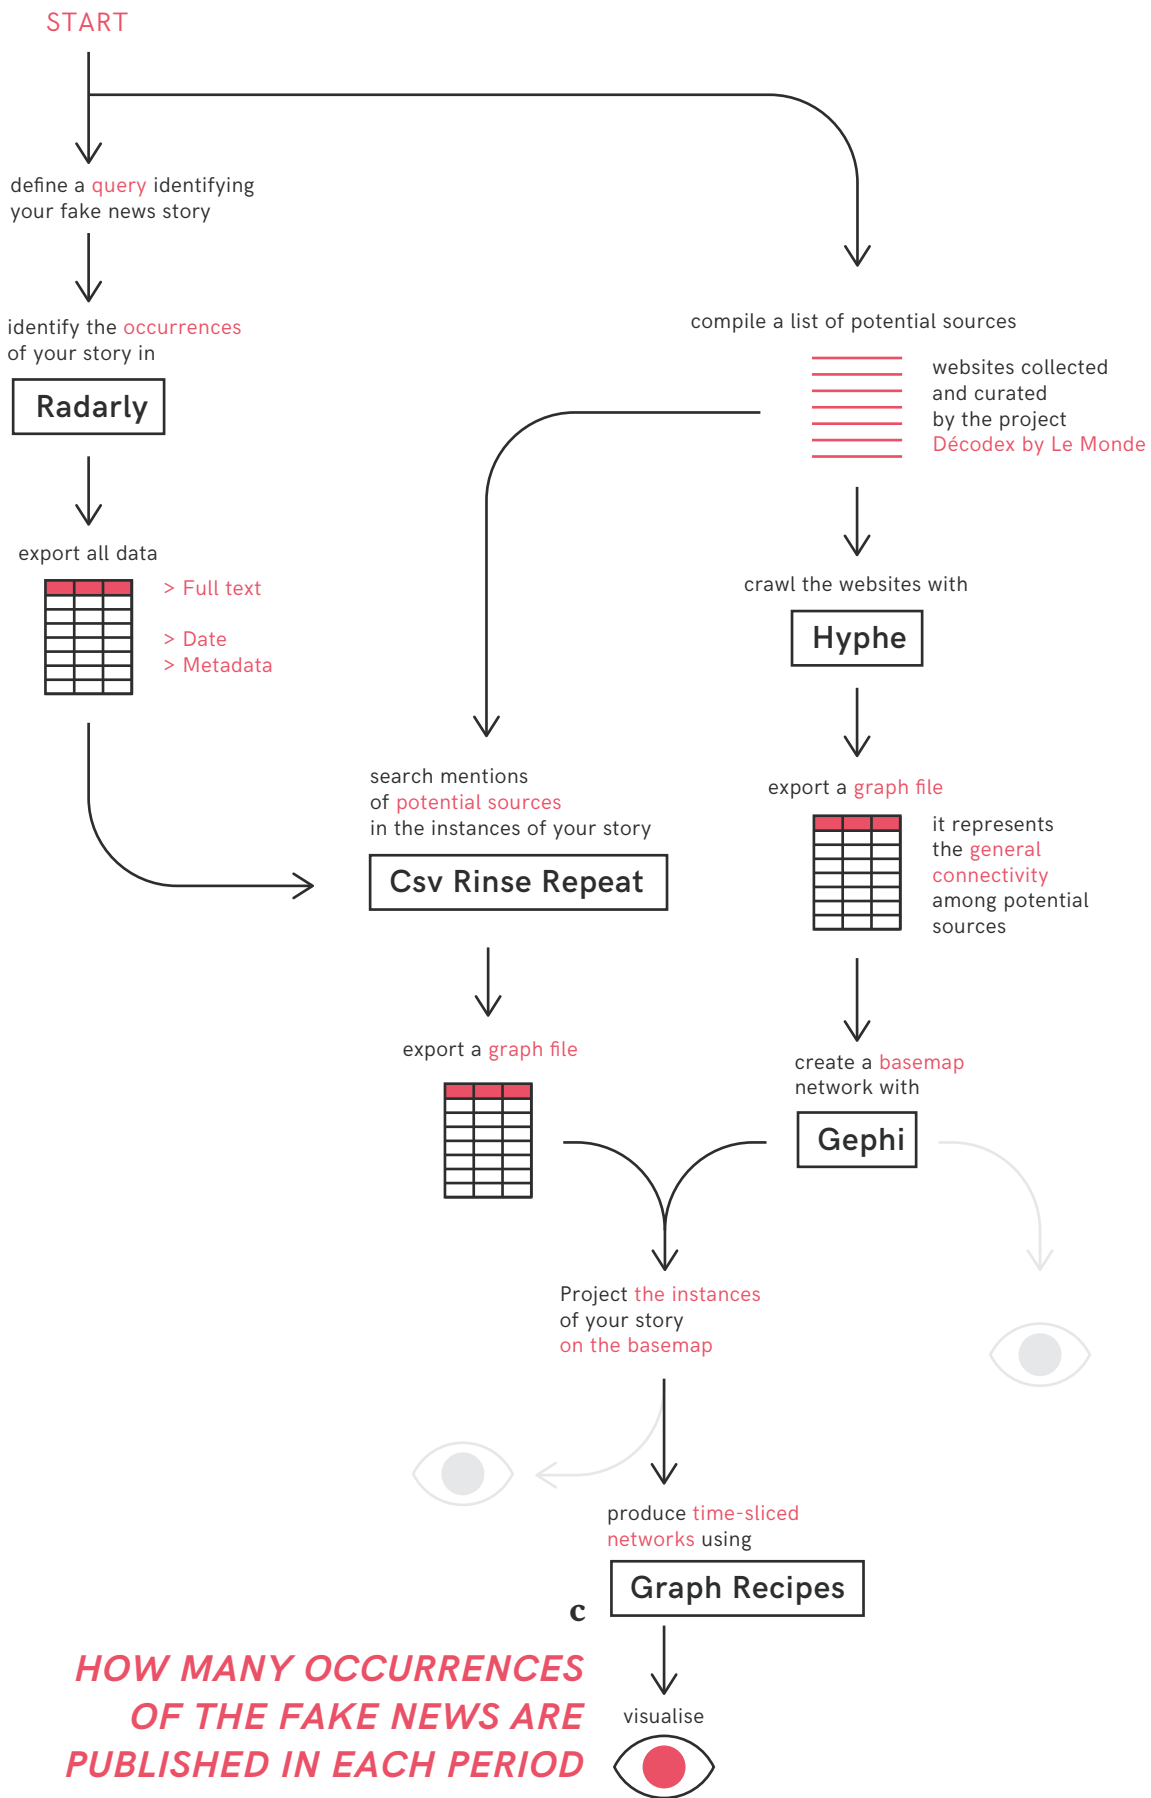 START
define a query identifying
your fake news story
identify the occurrences
of your story in
Radarly
export all data
> Full text
> Date
> Metadata
compile a list of potential sources
websites collected
and curated
by the project
Décodex by Le Monde
crawl the websites with
Hyphe
search mentions
of potential sources
in the instances of your story
Csv Rinse Repeat
export a graph file
it represents
the general
connectivity
among potential
sources
export a graph file
create a basemap
network with
Gephi
Project the instances
of your story
on the basemap
produce time-sliced
networks using
Graph Recipes
c
HOW MANY OCCURRENCES
OF THE FAKE NEWS ARE
PUBLISHED IN EACH PERIOD
visualise